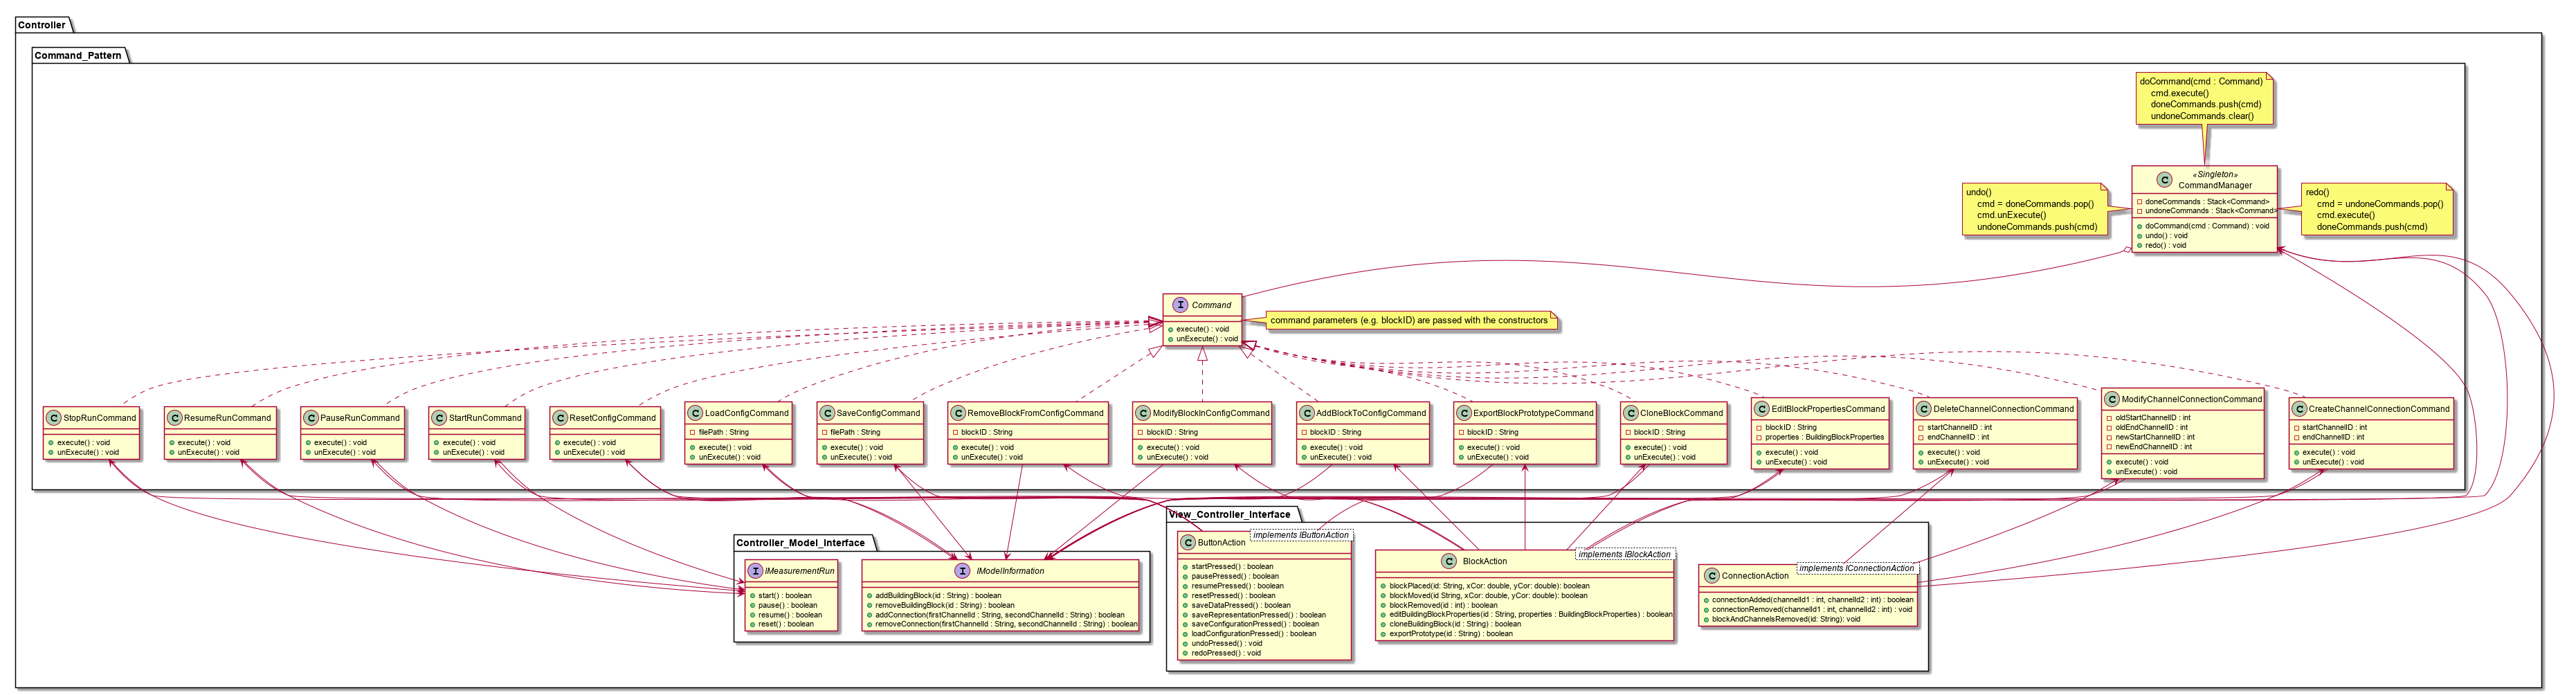 Controller
Command_Pattern
doCommand(cmd : Command)
cmd.execute()
doneCommands.push(cmd)
undoneCommands.clear()
undo()
cmd = doneCommands.pop()
cmd.unExecute()
undoneCommands.push(cmd)
C
«Singleton»
CommandManager
doneCommands : Stack<Command>
undoneCommands : Stack<Command>
doCommand(cmd : Command) : void
undo() : void
redo() : void
redo()
cmd = undoneCommands.pop()
cmd.execute()
doneCommands.push(cmd)
I Command
execute() : void
unExecute() : void
command parameters (e.g. blockID) are passed with the constructors
C StopRunCommand
execute() : void
unExecute() : void
C ResumeRunCommand
execute() : void
unExecute() : void
C PauseRunCommand
execute() : void
unExecute() : void
C StartRunCommand
execute() : void
unExecute() : void
C ResetConfigCommand
execute() : void
unExecute() : void
C LoadConfigCommand
filePath : String
execute() : void
unExecute() : void
C SaveConfigCommand
filePath : String
execute() : void
unExecute() : void
C RemoveBlockFromConfigCommand
blockID : String
execute() : void
unExecute() : void
C ModifyBlockInConfigCommand
blockID : String
execute() : void
unExecute() : void
C AddBlockToConfigCommand
blockID : String
execute() : void
unExecute() : void
C ExportBlockPrototypeCommand
blockID : String
execute() : void
unExecute() : void
C CloneBlockCommand
blockID : String
execute() : void
unExecute() : void
C EditBlockPropertiesCommand
blockID : String
properties : BuildingBlockProperties
execute() : void
unExecute() : void
C DeleteChannelConnectionCommand
startChannelID : int
endChannelID : int
execute() : void
unExecute() : void
C ModifyChannelConnectionCommand
oldStartChannelID : int
oldEndChannelID : int
newStartChannelID : int
newEndChannelID : int
execute() : void
unExecute() : void
C CreateChannelConnectionCommand
startChannelID : int
endChannelID : int
execute() : void
unExecute() : void
Controller_Model_Interface
I IMeasurementRun
start() : boolean
pause() : boolean
resume() : boolean
reset() : boolean
I IModelInformation
addBuildingBlock(id : String) : boolean
removeBuildingBlock(id : String) : boolean
addConnection(firstChannelId : String, secondChannelId : String) : boolean
removeConnection(firstChannelId : String, secondChannelId : String) : boolean
View_Controller_Interface
C ButtonAction
implements IButtonAction
startPressed() : boolean
pausePressed() : boolean
resumePressed() : boolean
resetPressed() : boolean
saveDataPressed() : boolean
saveRepresentationPressed() : boolean
saveConfigurationPressed() : boolean
loadConfigurationPressed() : boolean
undoPressed() : void
redoPressed() : void
C BlockAction
implements IBlockAction
blockPlaced(id: String, xCor: double, yCor: double): boolean
blockMoved(id String, xCor: double, yCor: double): boolean
blockRemoved(id : int) : boolean
editBuildingBlockProperties(id : String, properties : BuildingBlockProperties) : boolean
cloneBuildingBlock(id : String) : boolean
exportPrototype(id : String) : boolean
C ConnectionAction
implements IConnectionAction
connectionAdded(channelId1 : int, channelId2 : int) : boolean
connectionRemoved(channelId1 : int, channelId2 : int) : void
blockAndChannelsRemoved(id: String): void